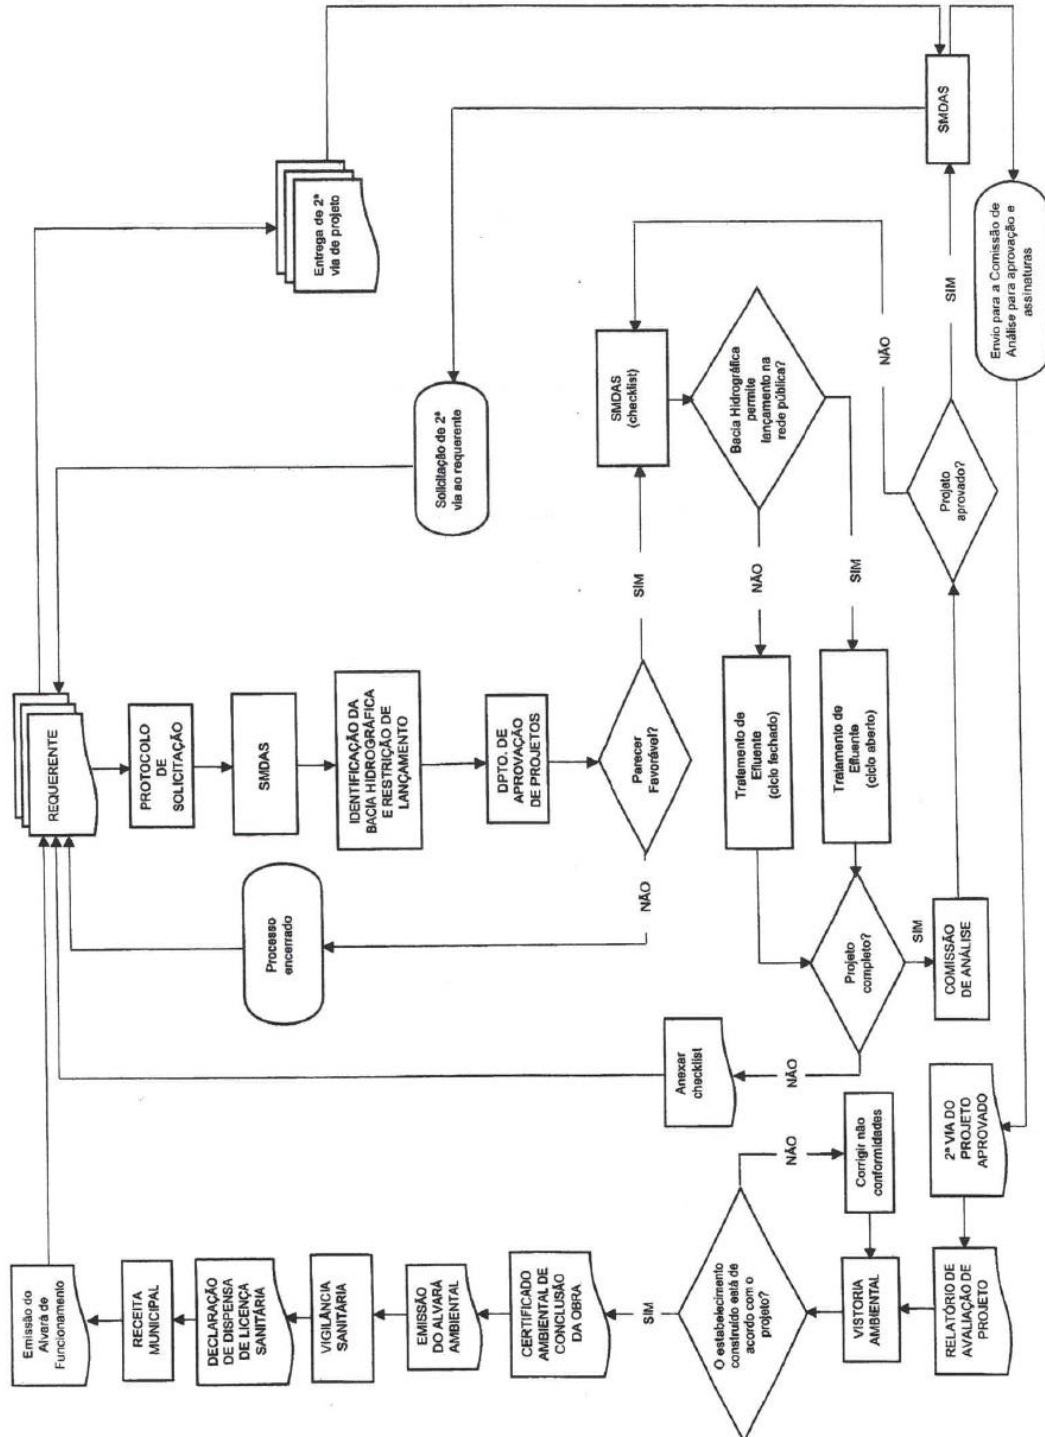 REQUERENTE
PROTOCOLO
DE
SOLICITAÇÃO
SMDAS
IDENTIFICAÇÃO DA
BACIA HIDROGRÁFICA
E RESTRIÇÃO DE
LANÇAMENTO
DPTO. DE
APROVAÇÃO
DE PROJETOS
Parecer
Favorável?
NÃO
SIM
Processo
encerrado
SMDAS
(checklist)
Bacia Hidrográfica
permite
lançamento na
rede pública?
NÃO
SIM
Tratamento de
Efluente
(ciclo fechado)
Tratamento de
Efluente
(ciclo aberto)
Projeto
completo?
NÃO
SIM
Anexar
checklist
COMISSÃO
DE ANÁLISE
Projeto
aprovado?
NÃO
SIM
SMDAS
Solicitação de 2ª
via ao requerente
Entrega de 2ª
via de projeto
Envio para a Comissão de
Análise para aprovação e
assinaturas
2ª VIA DO
PROJETO
APROVADO
RELATÓRIO DE
AVALIAÇÃO DE
PROJETO
VISTORIA
AMBIENTAL
O estabelecimento
construído está de
acordo com o
projeto?
NÃO
Corrigir não
conformidades
SIM
CERTIFICADO
AMBIENTAL DE
CONCLUSÃO
DA OBRA
EMISSÃO
DO ALVARÁ
AMBIENTAL
VIGILÂNCIA
SANITÁRIA
DECLARAÇÃO
DE DISPENSA
DE LICENÇA
SANITÁRIA
RECEITA
MUNICIPAL
Emissão do
Alvará de
Funcionamento